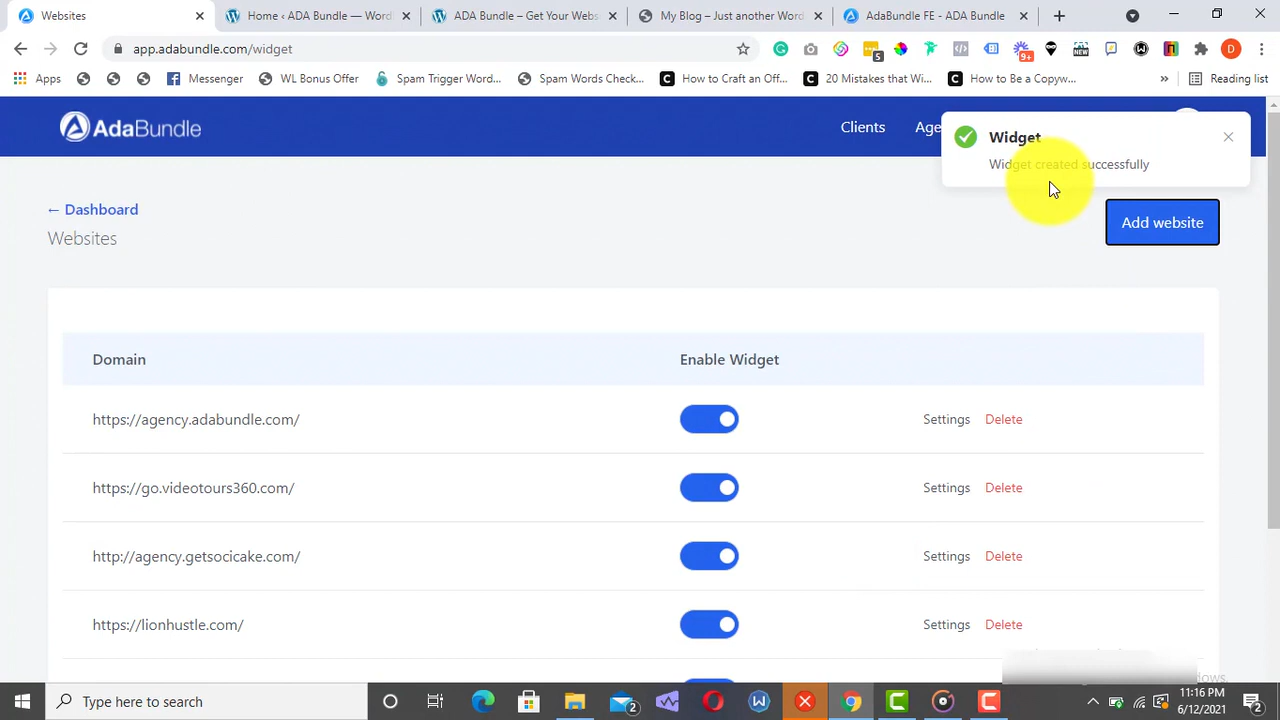 Websites
Home ‹ ADA Bundle — Word
ADA Bundle – Get Your Webs
My Blog – Just another Word
AdaBundle FE - ADA Bundle
app.adabundle.com/widget
5
9+
NEW
D
Apps
Messenger
WL Bonus Offer
Spam Trigger Word...
Spam Words Check...
How to Craft an Off...
20 Mistakes that Wi...
How to Be a Copyw...
»
Reading list
AdaBundle
Clients
Age
Widget
Widget created successfully
← Dashboard
Websites
Add website
Domain
Enable Widget
https://agency.adabundle.com/
Settings
Delete
https://go.videotours360.com/
Settings
Delete
http://agency.getsocicake.com/
Settings
Delete
https://lionhustle.com/
Settings
Delete
Type here to search
2
11:16 PM
6/12/2021
2